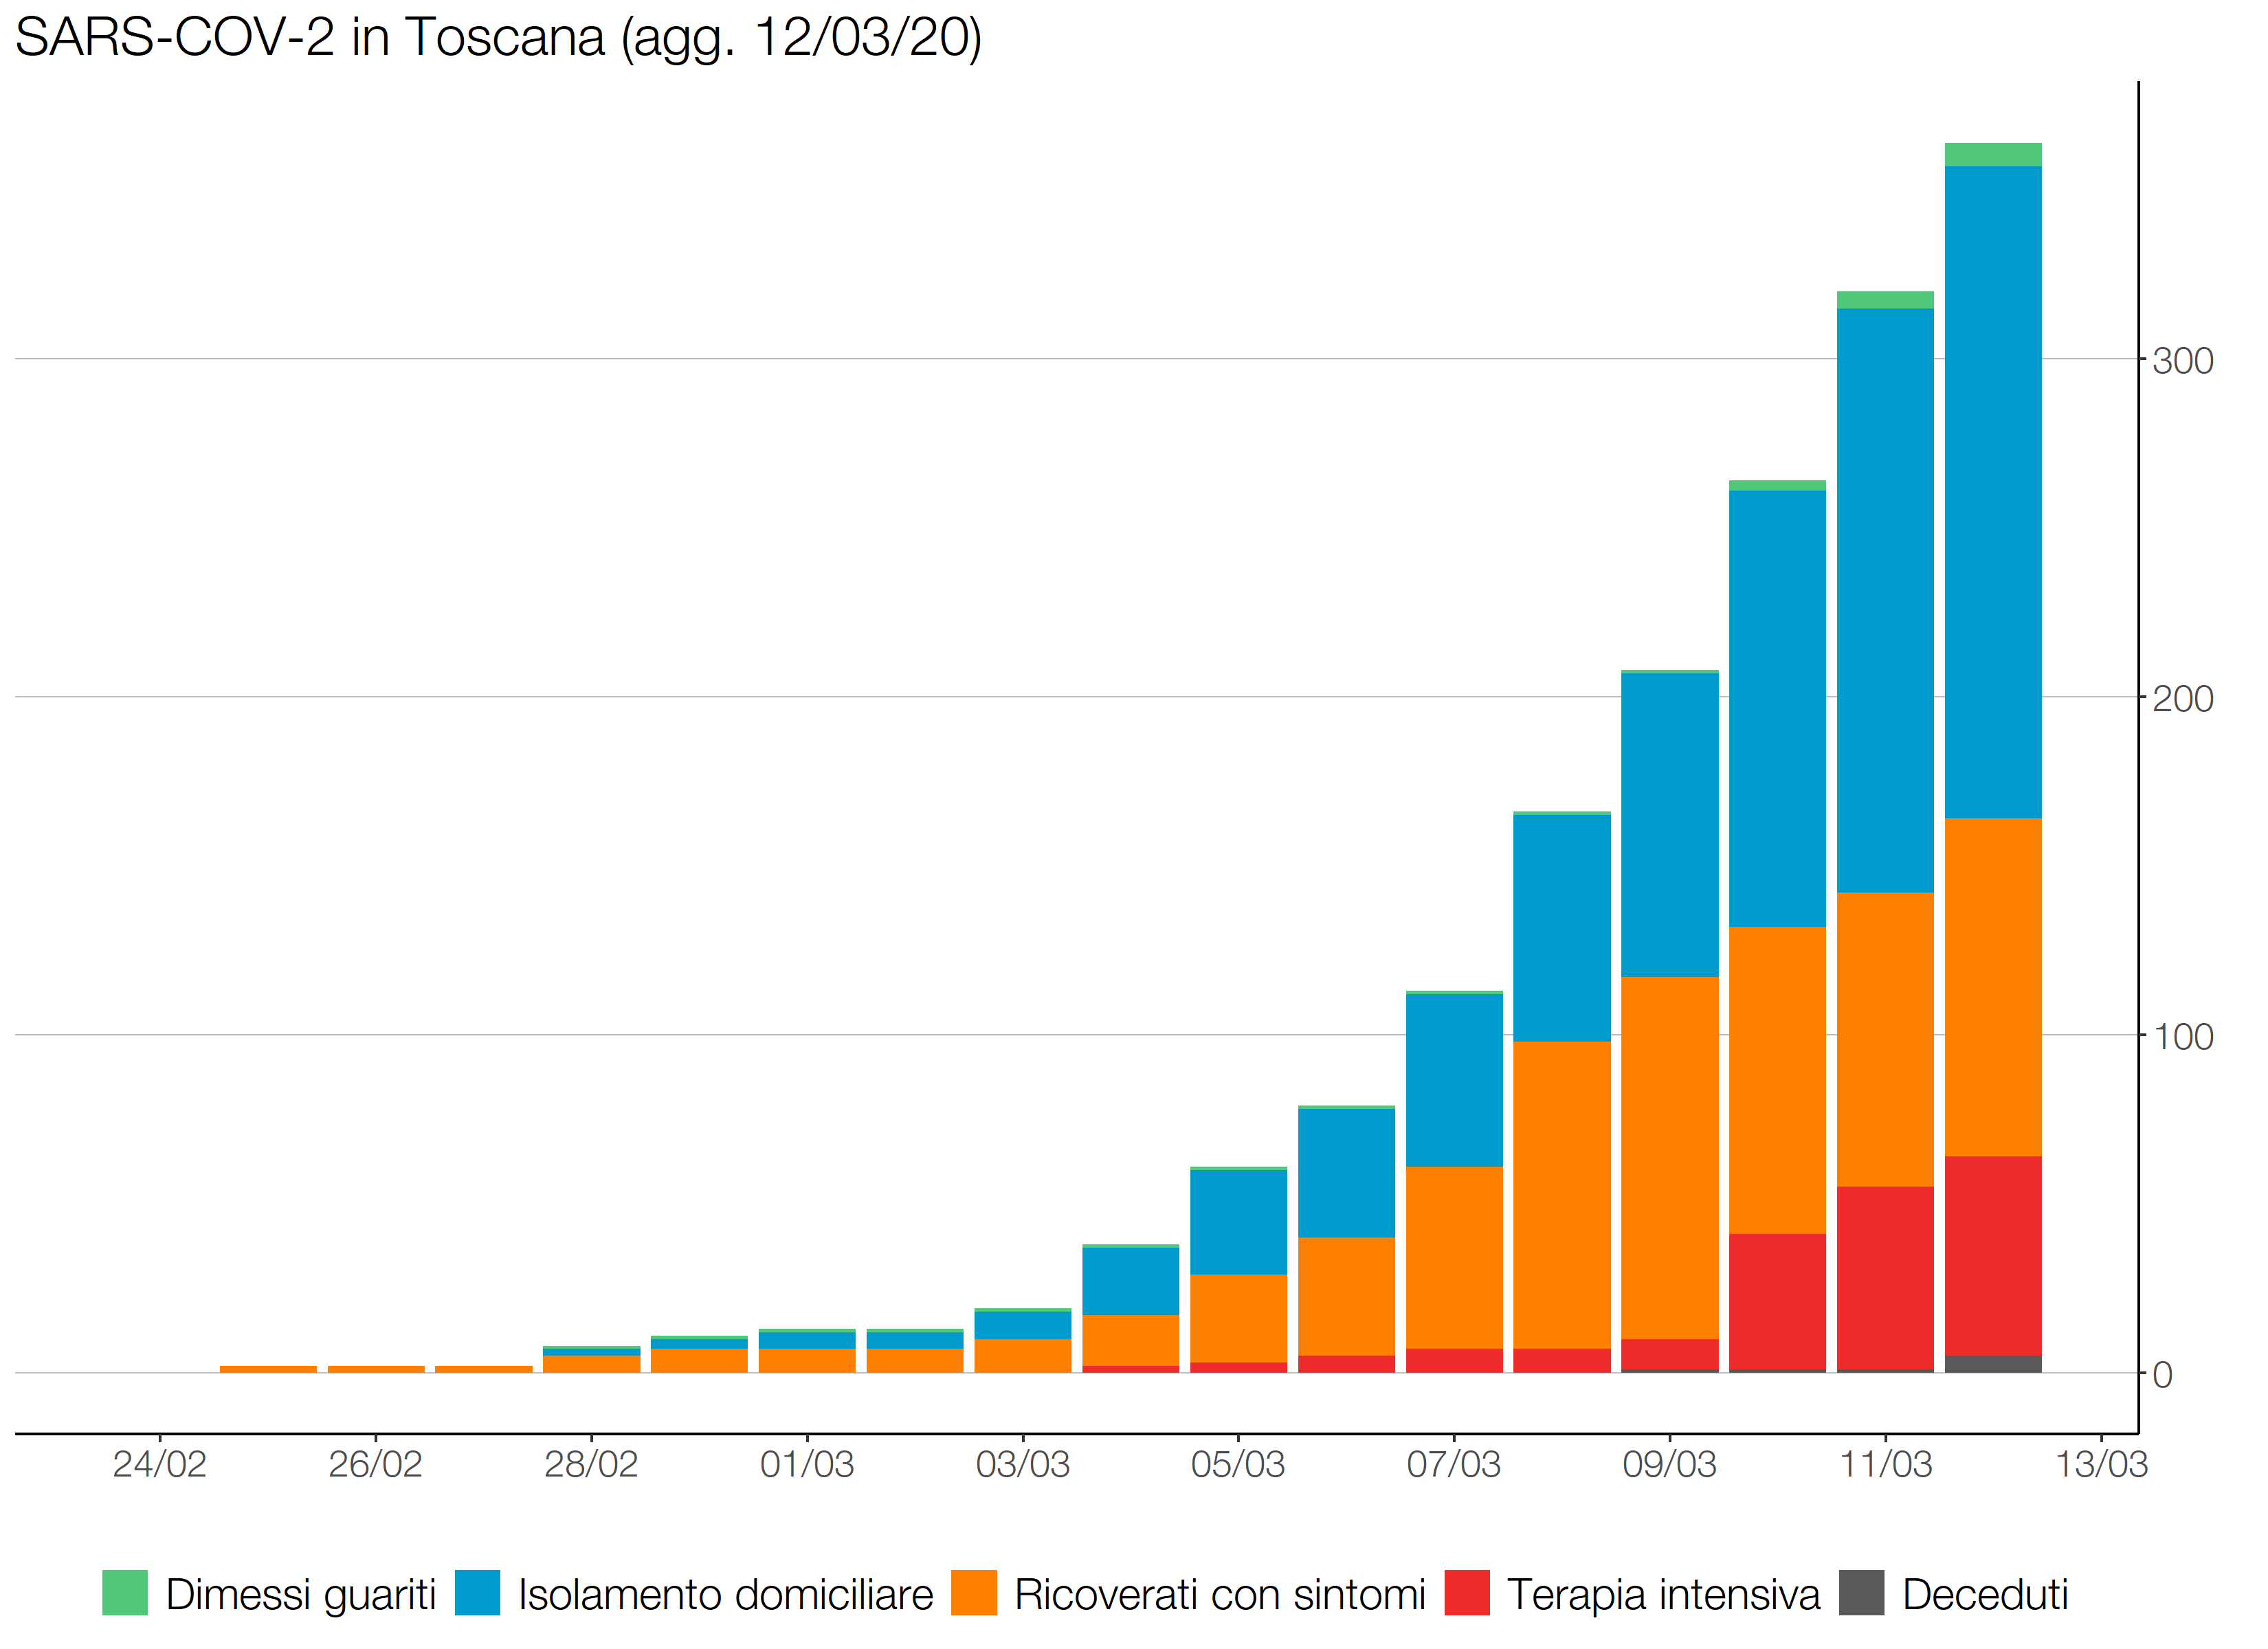 SARS-COV-2 in Toscana (agg. 12/03/20)
300
200
100
0
24/02 26/02 28/02 01/03 03/03 05/03 07/03 09/03 11/03 13/03
Dimessi guariti Isolamento domiciliare Ricoverati con sintomi Terapia intensiva Deceduti